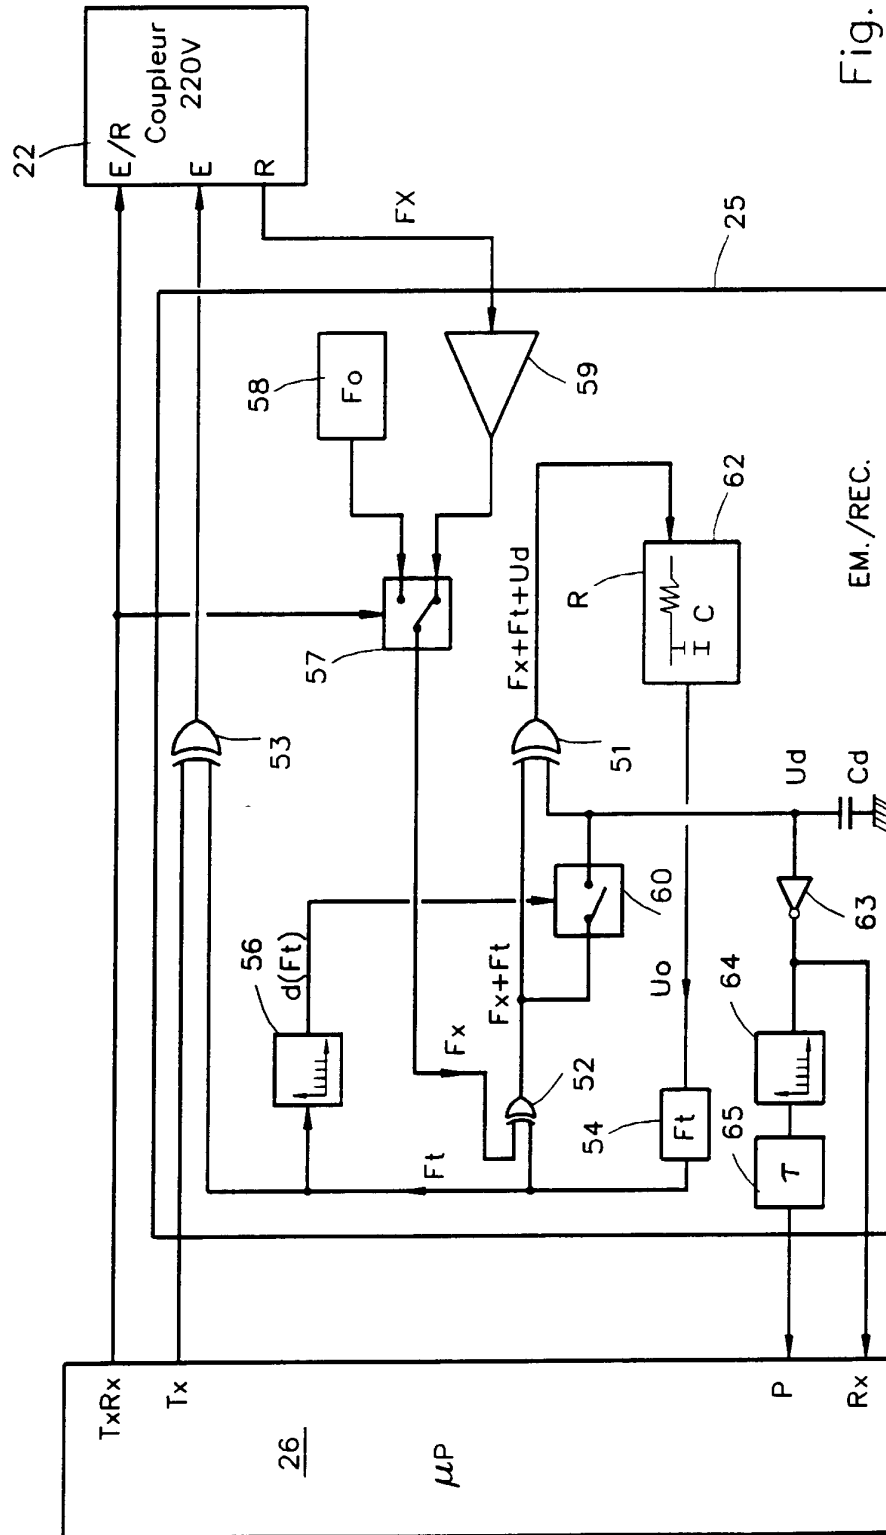 22
E/R
Coupleur
220V
E
R
FX
25
58
Fo
59
57
53
Fx+Ft+Ud
R
C
62
EM./REC.
51
56
d(Ft)
Fx
Fx+Ft
60
Ud
Cd
Uo
63
52
64
Ft
54
Ft
65
τ
TxRx
Tx
26
μP
P
Rx
Fig.